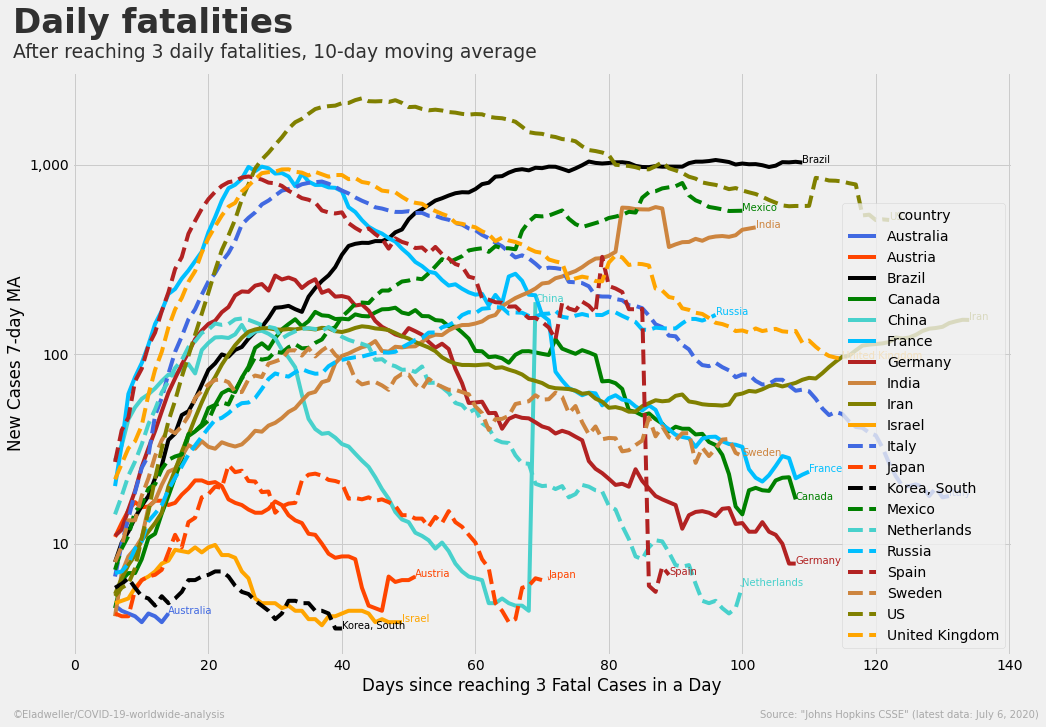 Daily fatalities
After reaching 3 daily fatalities, 10-day moving average
New Cases 7-day MA
1,000
100
10
0
20
40
60
80
100
120
140
Days since reaching 3 Fatal Cases in a Day
Brazil
Mexico
India
China
Russia
Iran
Sweden
France
Canada
Germany
Spain
Netherlands
Austria
Japan
Australia
Israel
Korea, South
country
Australia
Austria
Brazil
Canada
China
France
Germany
India
Iran
Israel
Italy
Japan
Korea, South
Mexico
Netherlands
Russia
Spain
Sweden
US
United Kingdom
©Eladweller/COVID-19-worldwide-analysis
Source: "Johns Hopkins CSSE" (latest data: July 6, 2020)